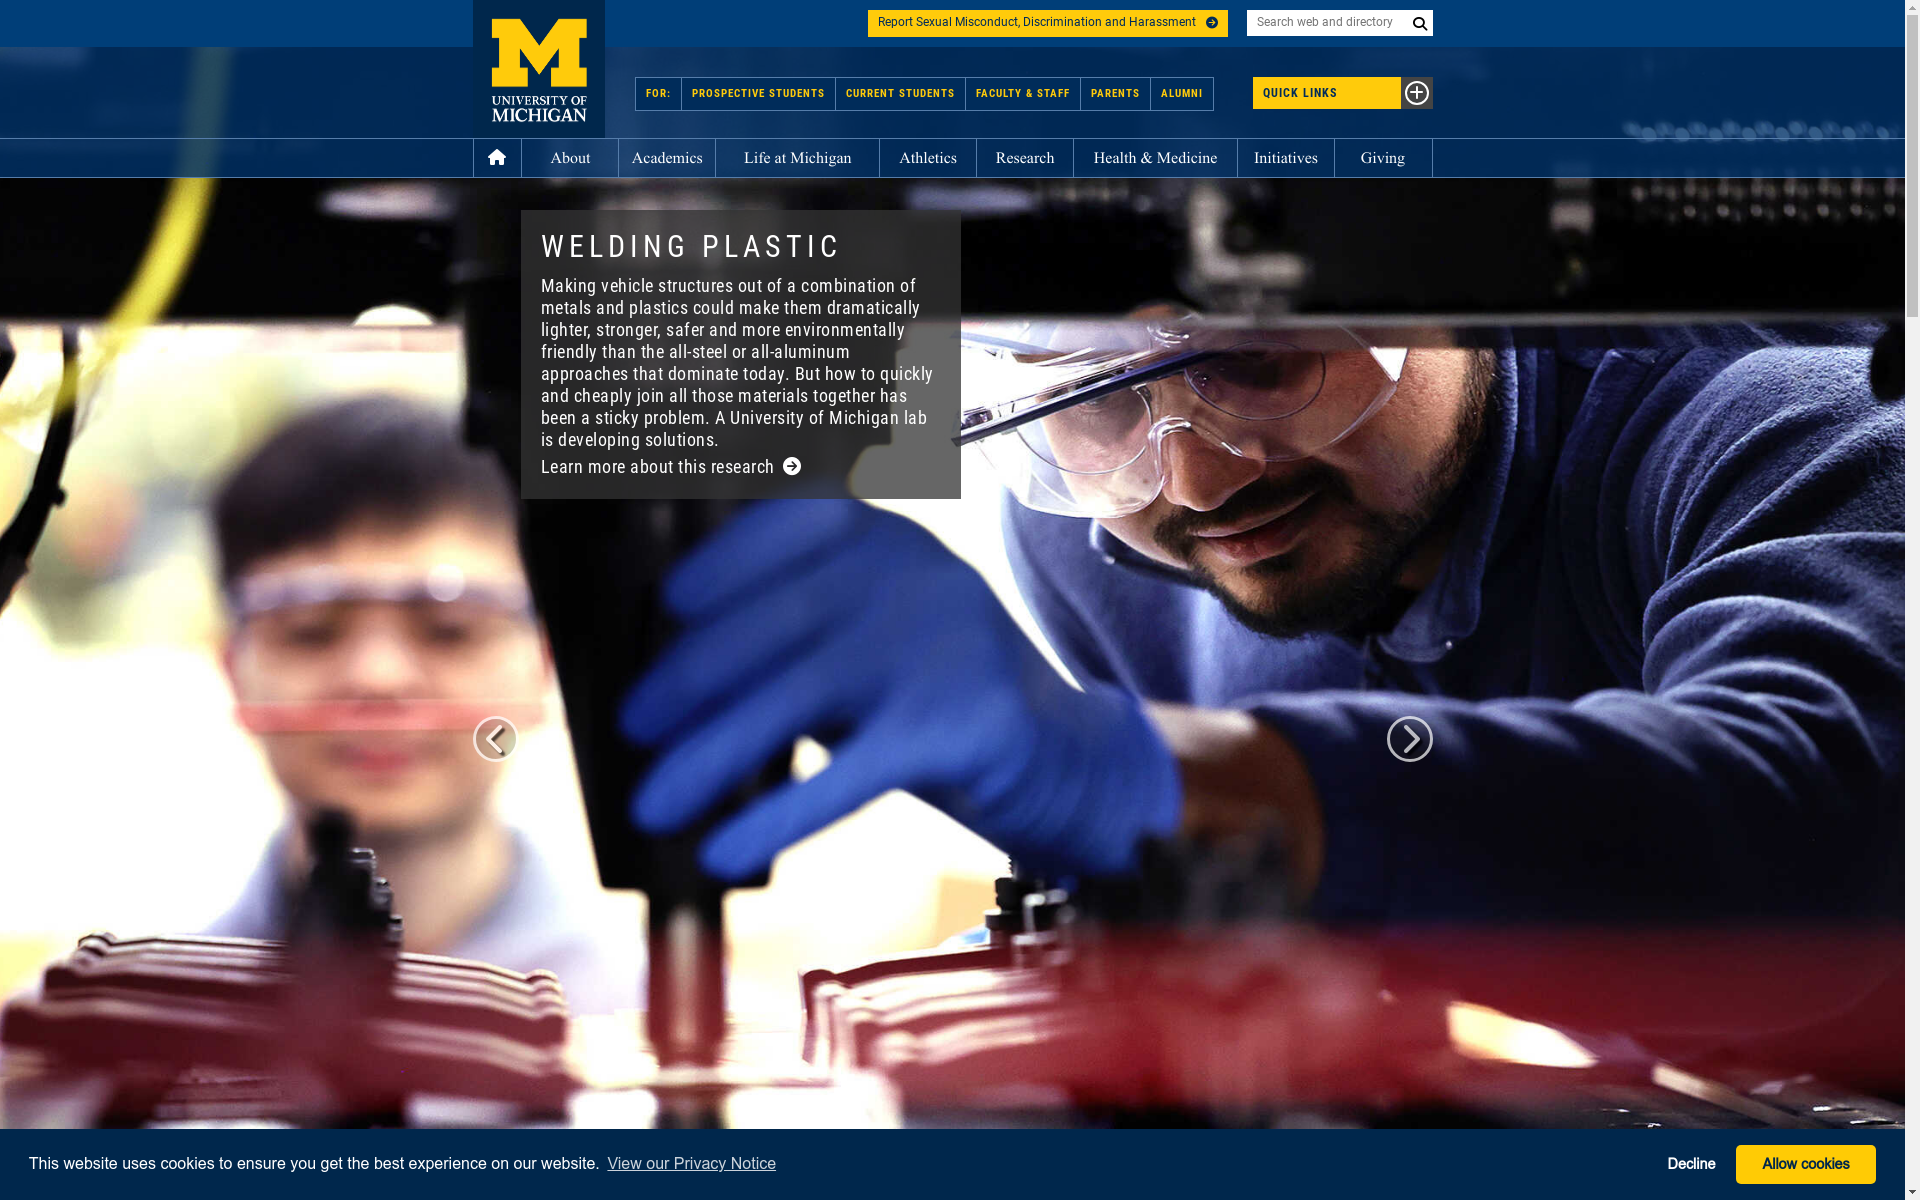 Report Sexual Misconduct, Discrimination and Harassment
Search web and directory
UNIVERSITY OF
MICHIGAN
FOR:
PROSPECTIVE STUDENTS
CURRENT STUDENTS
FACULTY & STAFF
PARENTS
ALUMNI
QUICK LINKS
About
Academics
Life at Michigan
Athletics
Research
Health & Medicine
Initiatives
Giving
WELDING PLASTIC
Making vehicle structures out of a combination of
metals and plastics could make them dramatically
lighter, stronger, safer and more environmentally
friendly than the all-steel or all-aluminum
approaches that dominate today. But how to quickly
and cheaply join all those materials together has
been a sticky problem. A University of Michigan lab
is developing solutions.
Learn more about this research
This website uses cookies to ensure you get the best experience on our website. View our Privacy Notice
Decline
Allow cookies